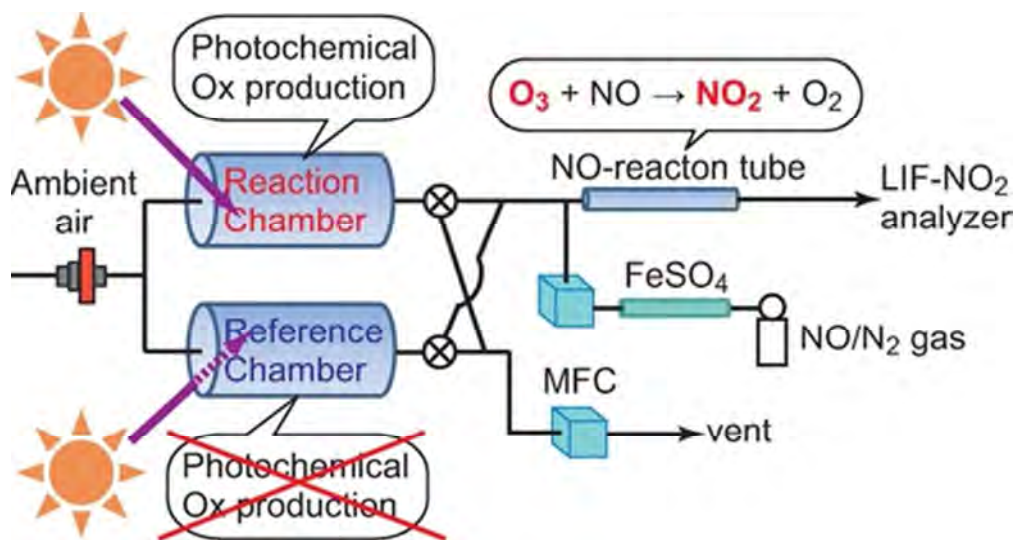 Photochemical
Ox production
O₃ + NO → NO₂ + O₂
Ambient
air
Reaction
Chamber
NO-reacton tube
LIF-NO₂
analyzer
FeSO₄
NO/N₂ gas
Reference
Chamber
MFC
vent
Photochemical
Ox production